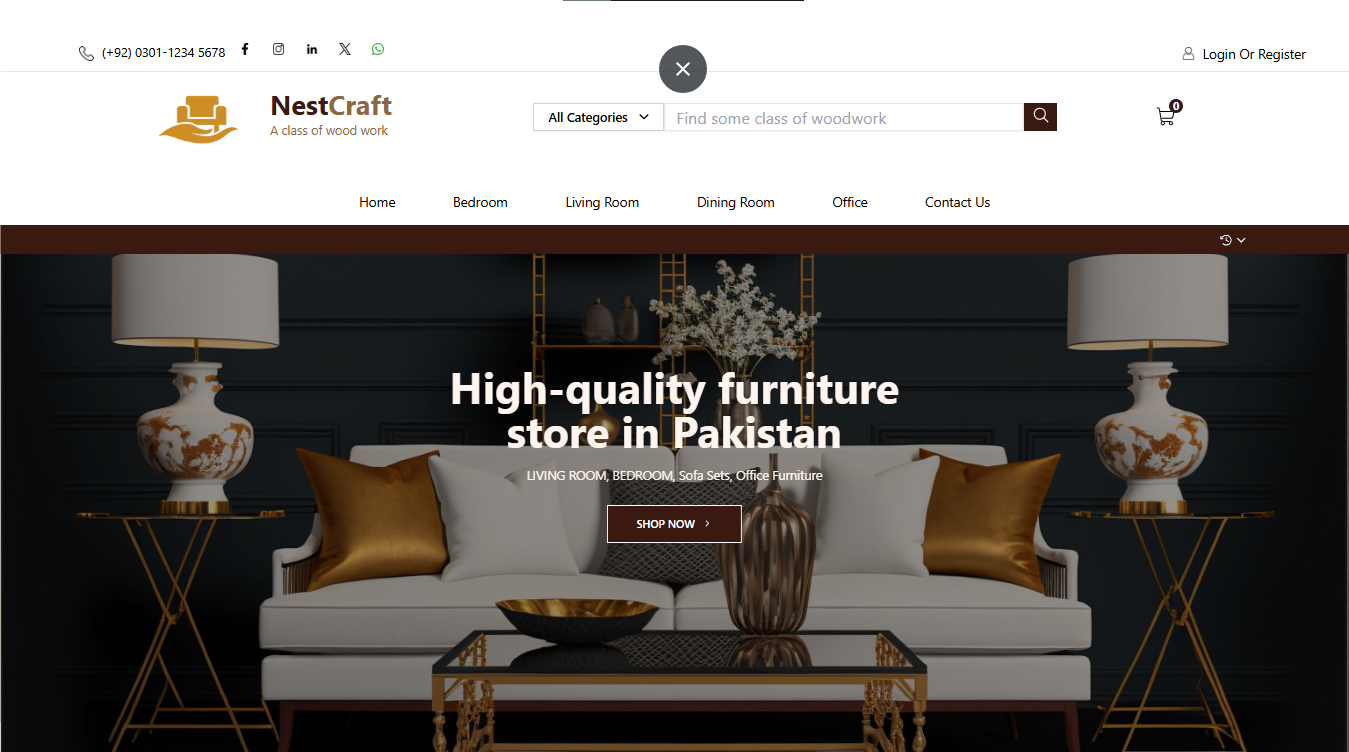 (+92) 0301-1234 5678
Login Or Register
NestCraft
A class of wood work
All Categories
Find some class of woodwork
0
Home
Bedroom
Living Room
Dining Room
Office
Contact Us
High-quality furniture
store in Pakistan
LIVING ROOM, BEDROOM, Sofa Sets, Office Furniture
SHOP NOW